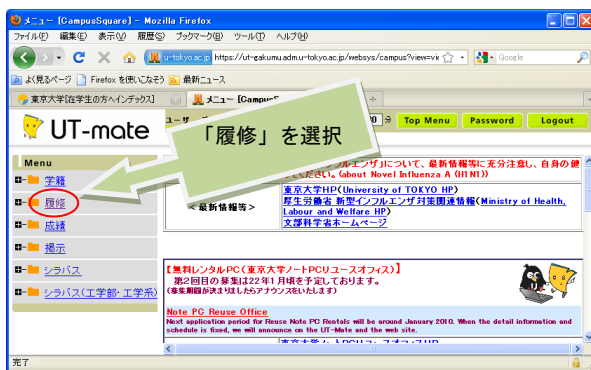 メニュー [CampusSquare] - Mozilla Firefox
ファイル(F) 編集(E) 表示(V) 履歴(S) ブックマーク(B) ツール(T) ヘルプ(H)
u-tokyo.ac.jp https://ut-gakumu.adm.u-tokyo.ac.jp/websys/campus?view=vi Google
よく見るページ Firefox を使いこなそう 最新ニュース
東京大学[在学生の方へインデックス] メニュー [Campus
UT-mate
Top Menu Password Logout
「履修」を選択
Menu
学籍
履修
成績
掲示
シラバス
シラバス(工学部・工学系)
フルエンザ」について、最新情報等に充分注意し、自身の健
ください。(about Novel Influenza A (H1N1))
<最新情報等>
東京大学HP(University of TOKYO HP)
厚生労働省 新型インフルエンザ対策関連情報(Ministry of Health, Labour and Welfare HP)
文部科学省ホームページ
【無料レンタルPC(東京大学ノートPCリユースオフィス)】
第2回目の募集は22年1月頃を予定しております。
(募集期間が決まりましたらアナウンスをいたします)
Note PC Reuse Office
Next application period for Reuse Note PC Rentals will be around January 2010. When the detail information and
schedule is fixed, we will announce on the UT-Mate and the web site.
完了